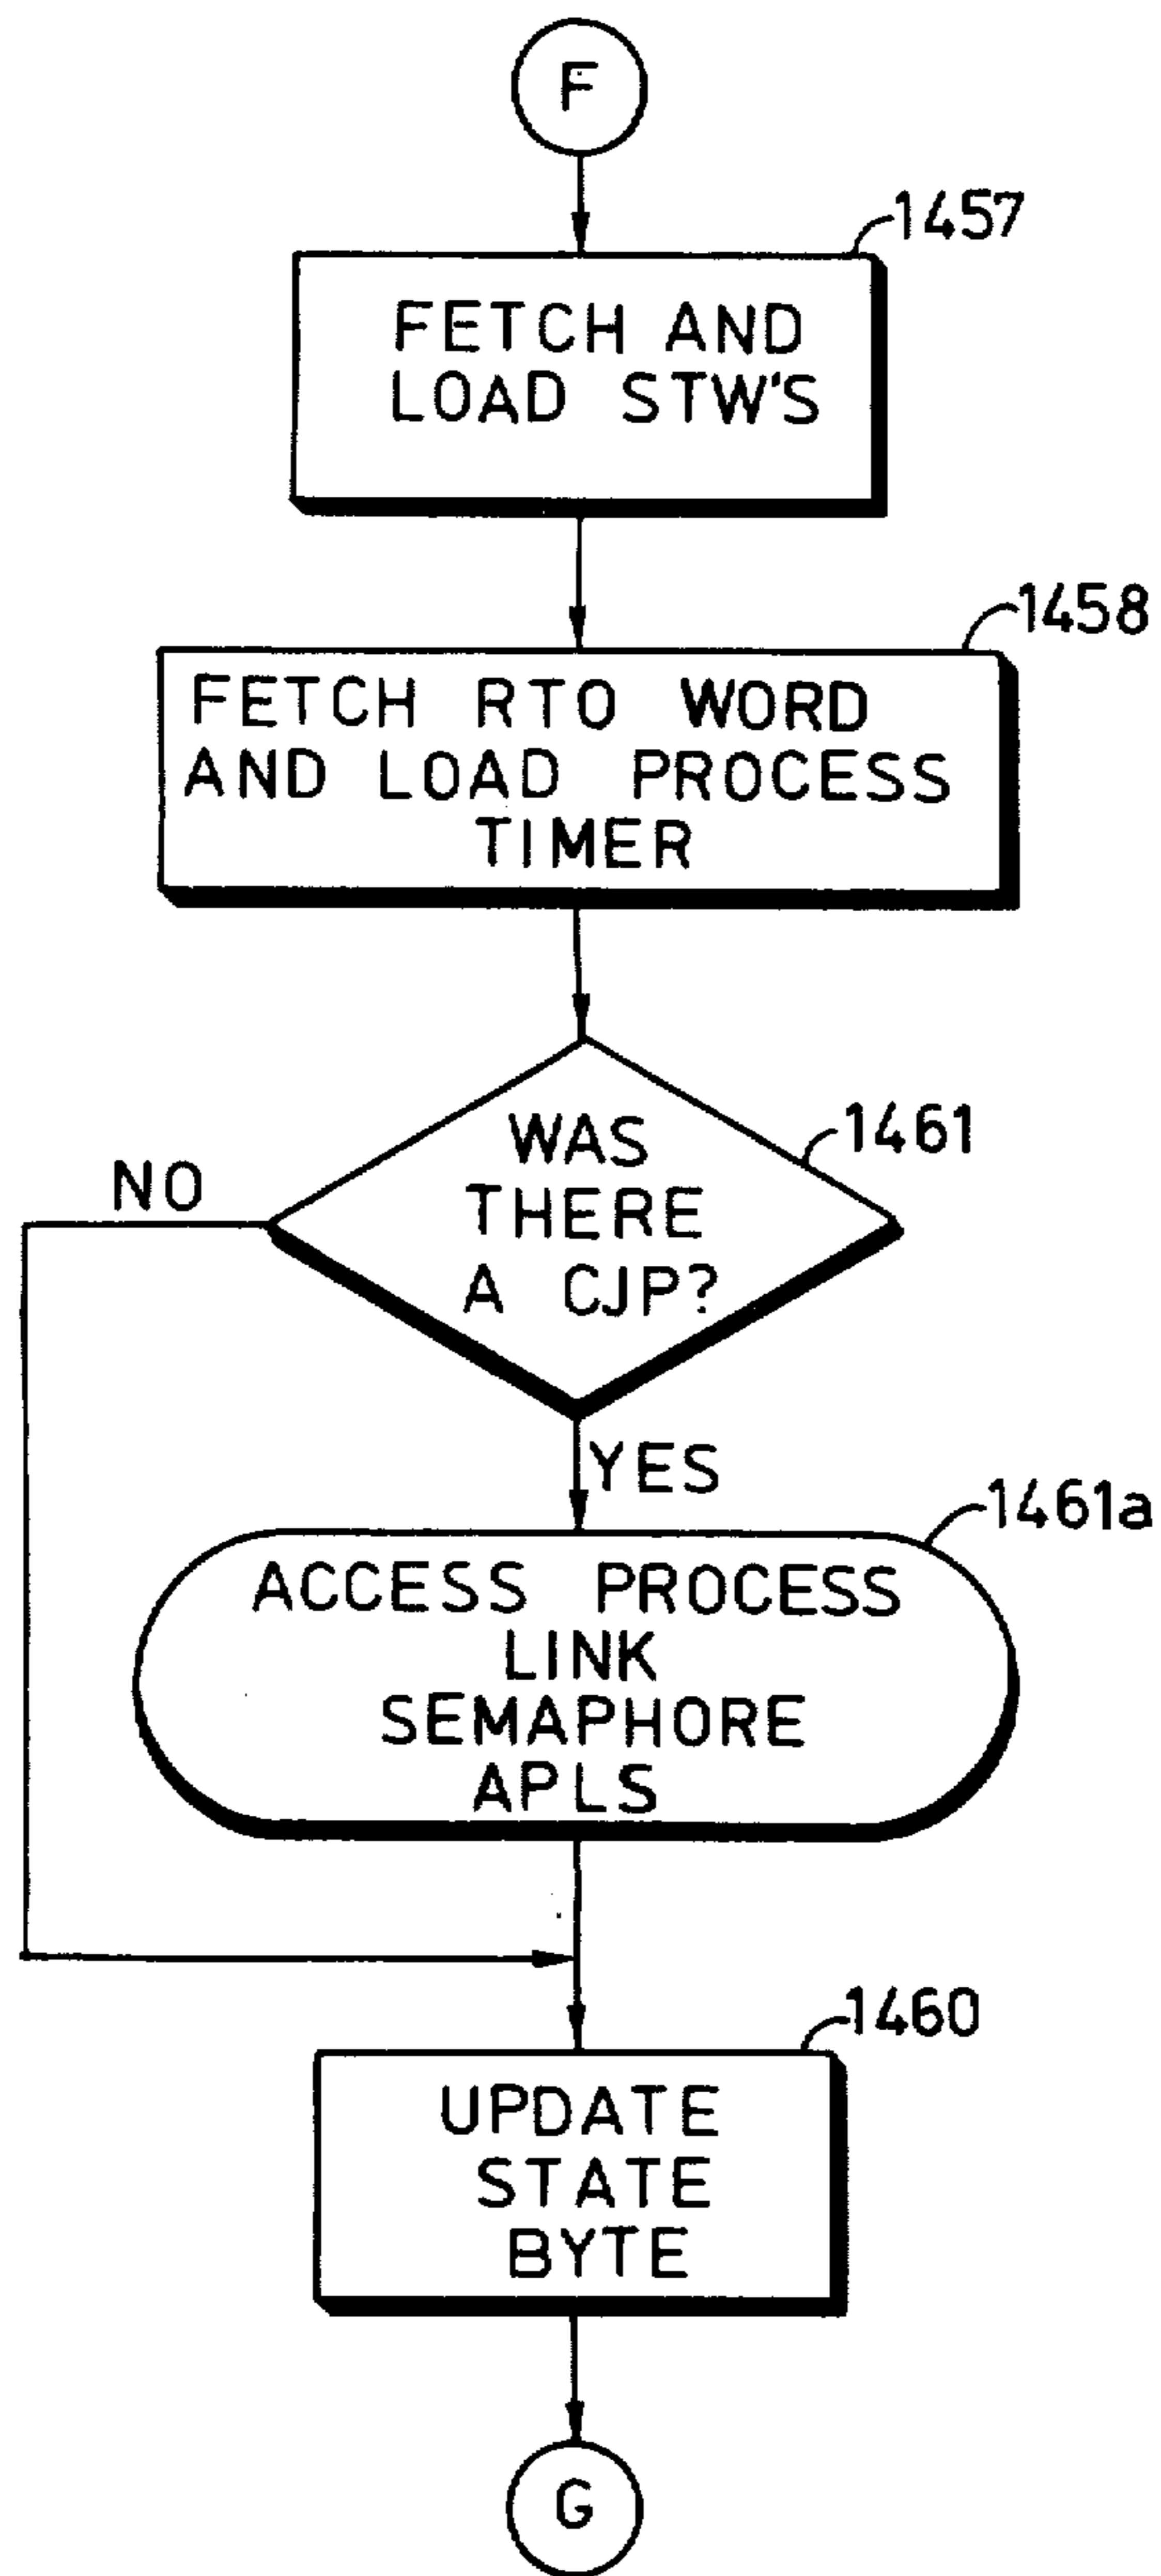 F
1457
FETCH AND
LOAD STW'S
1458
FETCH RTO WORD
AND LOAD PROCESS
TIMER
1461
WAS
THERE
A CJP?
NO
YES
1461a
ACCESS PROCESS
LINK
SEMAPHORE
APLS
1460
UPDATE
STATE
BYTE
G